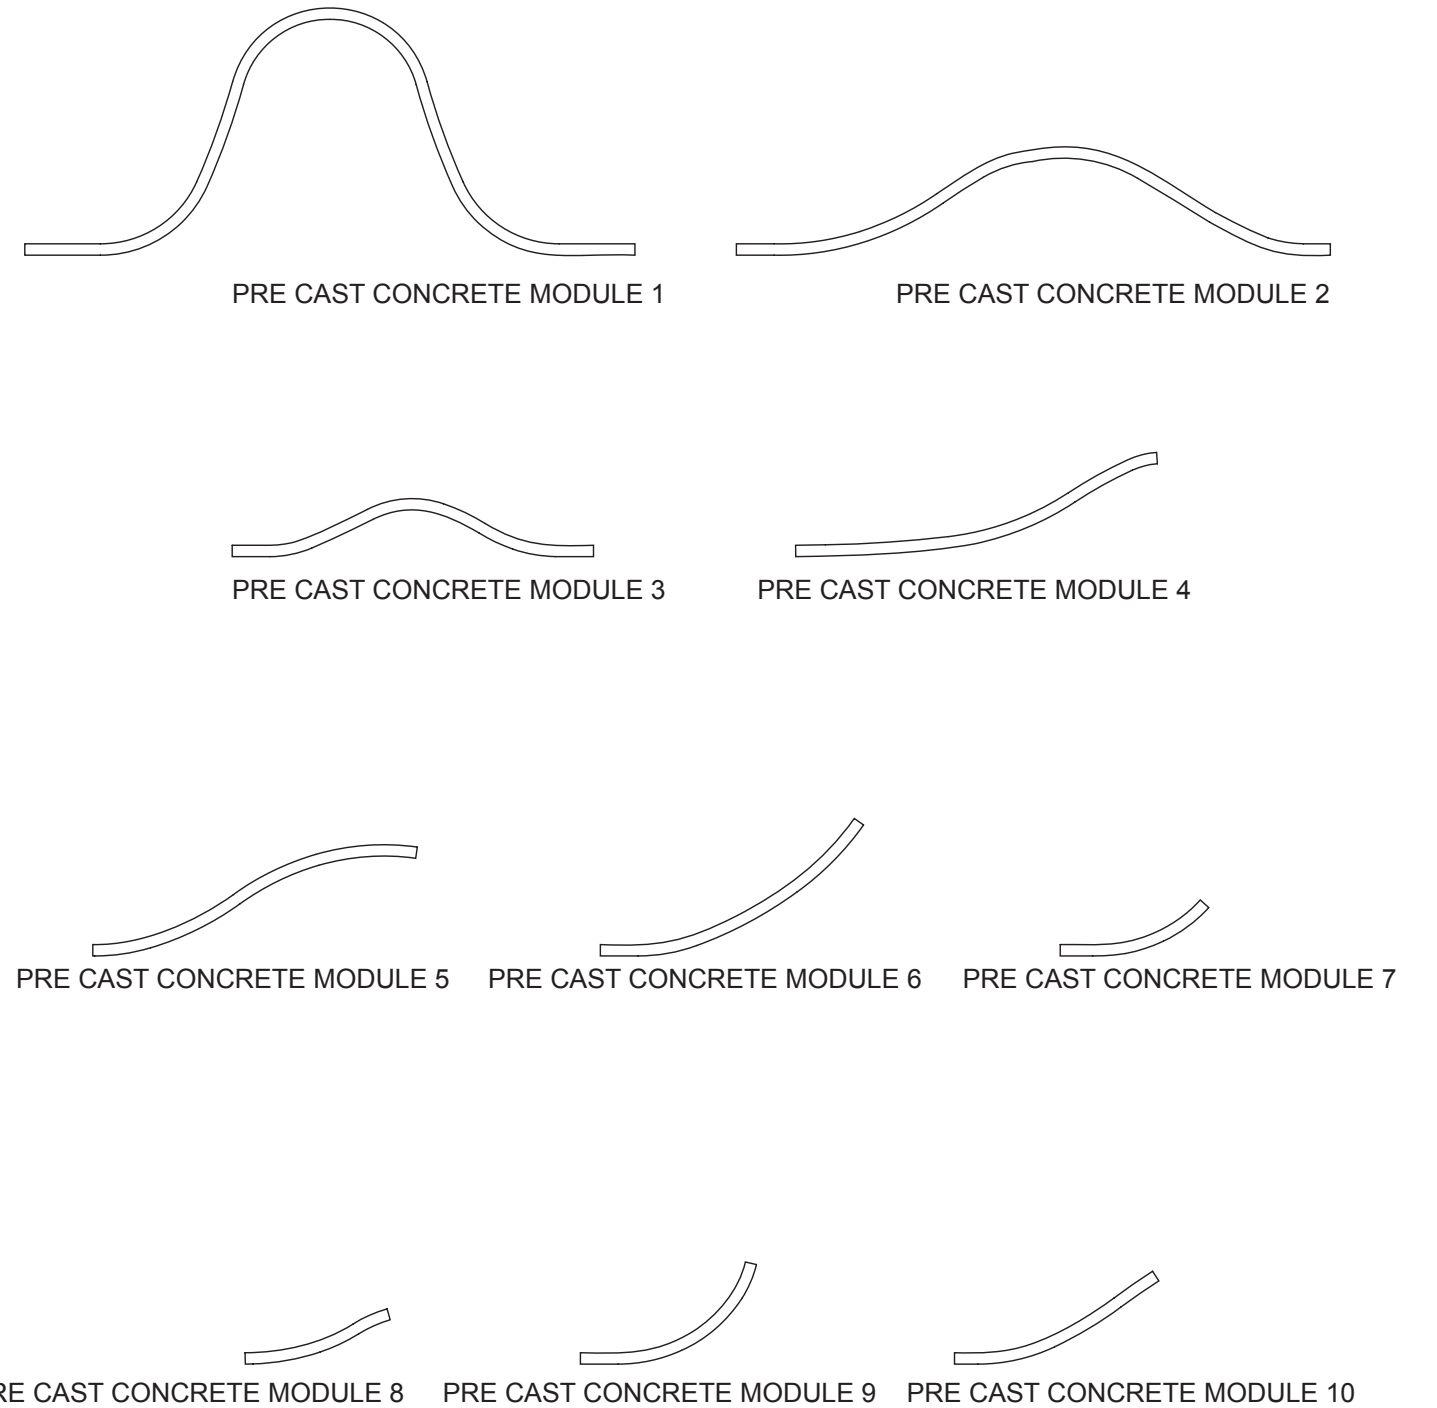 PRE CAST CONCRETE MODULE 1
PRE CAST CONCRETE MODULE 2
PRE CAST CONCRETE MODULE 3
PRE CAST CONCRETE MODULE 4
PRE CAST CONCRETE MODULE 5
PRE CAST CONCRETE MODULE 6
PRE CAST CONCRETE MODULE 7
RE CAST CONCRETE MODULE 8
PRE CAST CONCRETE MODULE 9
PRE CAST CONCRETE MODULE 10